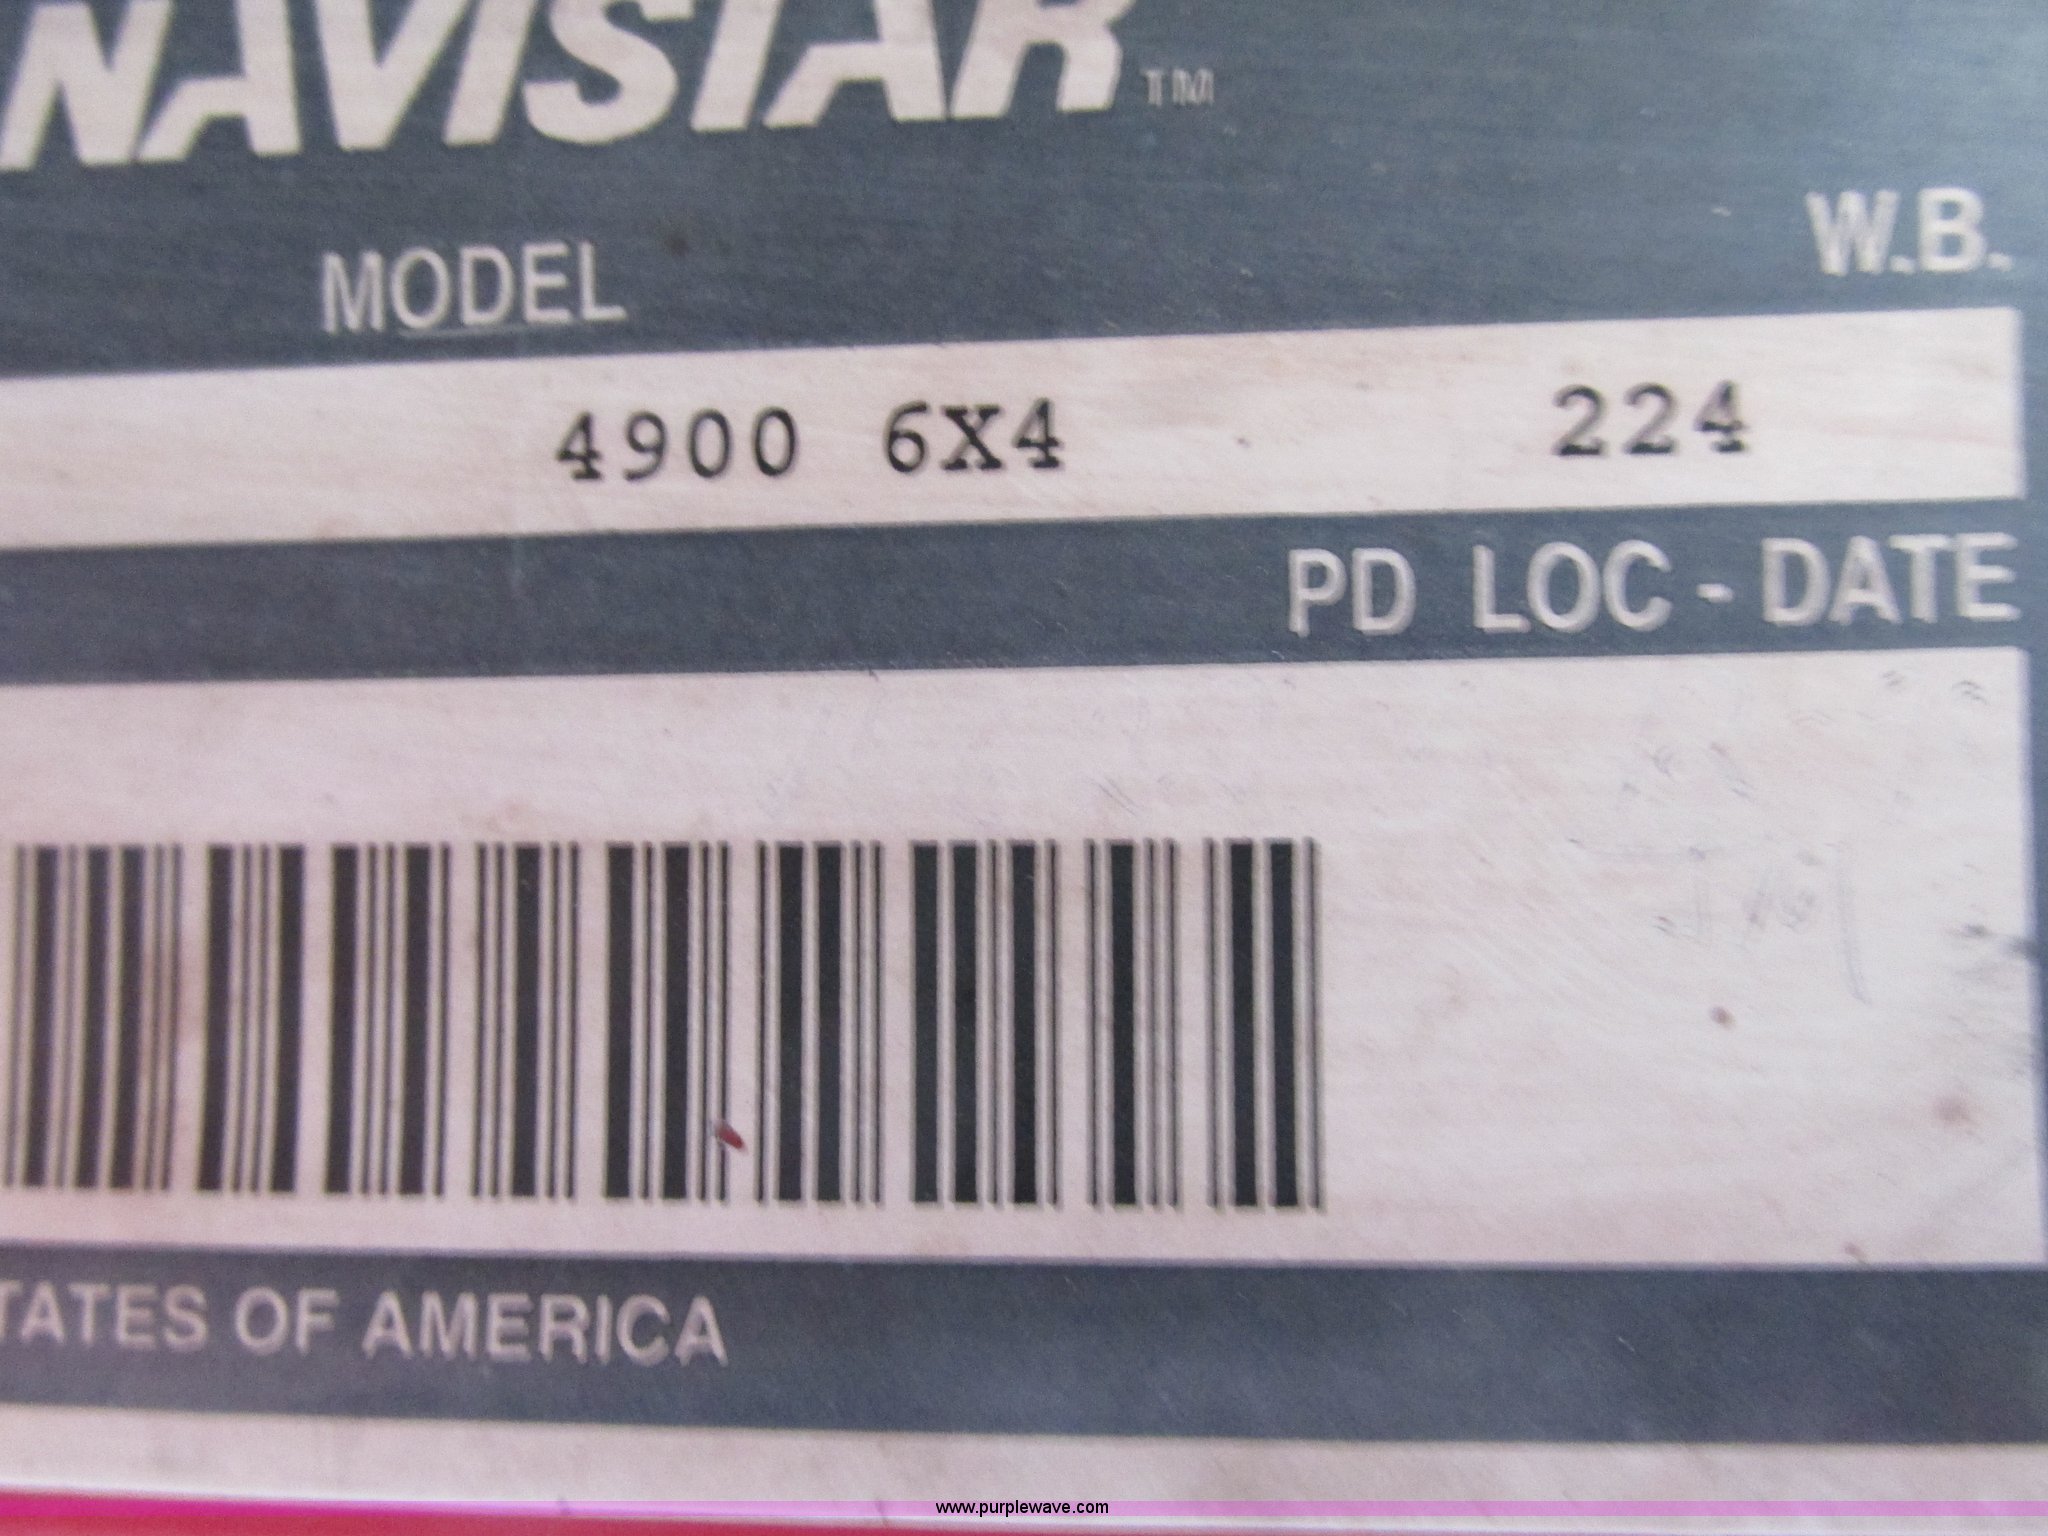 NAVISTAR TM
MODEL W.B.
4900 6X4 224
PD LOC - DATE
TATES OF AMERICA
www.purplewave.com